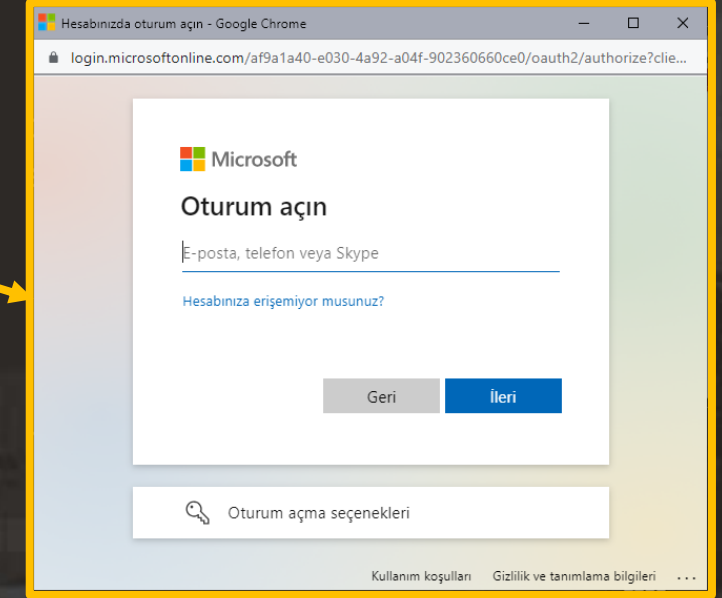 Hesabınızda oturum açın - Google Chrome
login.microsoftonline.com/af9a1a40-e030-4a92-a04f-902360660ce0/oauth2/authorize?clie...
Microsoft
Oturum açın
E-posta, telefon veya Skype
Hesabınıza erişemiyor musunuz?
Geri İleri
Oturum açma seçenekleri
Kullanım koşulları Gizlilik ve tanımlama bilgileri ...